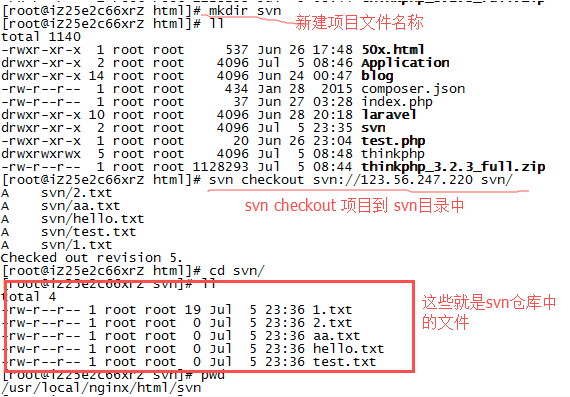 [root@iZ25e2c66xrZ html]# mkdir svn
[root@iZ25e2c66xrZ html]# ll
新建项目文件名称
total 1140
-rwxr-xr-x 1 root root 537 Jun 26 17:48 50x.html
drwxr-xr-x 2 root root 4096 Jul 5 08:46 Application
drwxr-xr-x 14 root root 4096 Jun 24 00:47 blog
-rw-r--r-- 1 root root 434 Jan 28 2015 composer.json
-rw-r--r-- 1 root root 37 Jun 27 03:28 index.php
drwxr-xr-x 10 root root 4096 Jun 28 20:18 laravel
drwxr-xr-x 2 root root 4096 Jul 5 23:35 svn
-rwxr-xr-x 1 root root 20 Jun 26 23:04 test.php
drwxrwxrwx 5 root root 4096 Jul 5 08:44 thinkphp
-rw-r--r-- 1 root root 1128293 Jul 5 08:44 thinkphp_3.2.3_full.zip
[root@iZ25e2c66xrZ html]# svn checkout svn://123.56.247.220 svn/
A svn/2.txt
A svn/aa.txt
svn checkout 项目到 svn目录中
A svn/hello.txt
A svn/test.txt
A svn/1.txt
Checked out revision 5.
[root@iZ25e2c66xrZ html]# cd svn/
[root@iZ25e2c66xrZ svn]# ll
total 4
-rw-r--r-- 1 root root 19 Jul 5 23:36 1.txt
-rw-r--r-- 1 root root 0 Jul 5 23:36 2.txt
-rw-r--r-- 1 root root 0 Jul 5 23:36 aa.txt
-rw-r--r-- 1 root root 0 Jul 5 23:36 hello.txt
-rw-r--r-- 1 root root 0 Jul 5 23:36 test.txt
这些就是svn仓库中
的文件
[root@iZ25e2c66xrZ svn]# pwd
/usr/local/nginx/html/svn